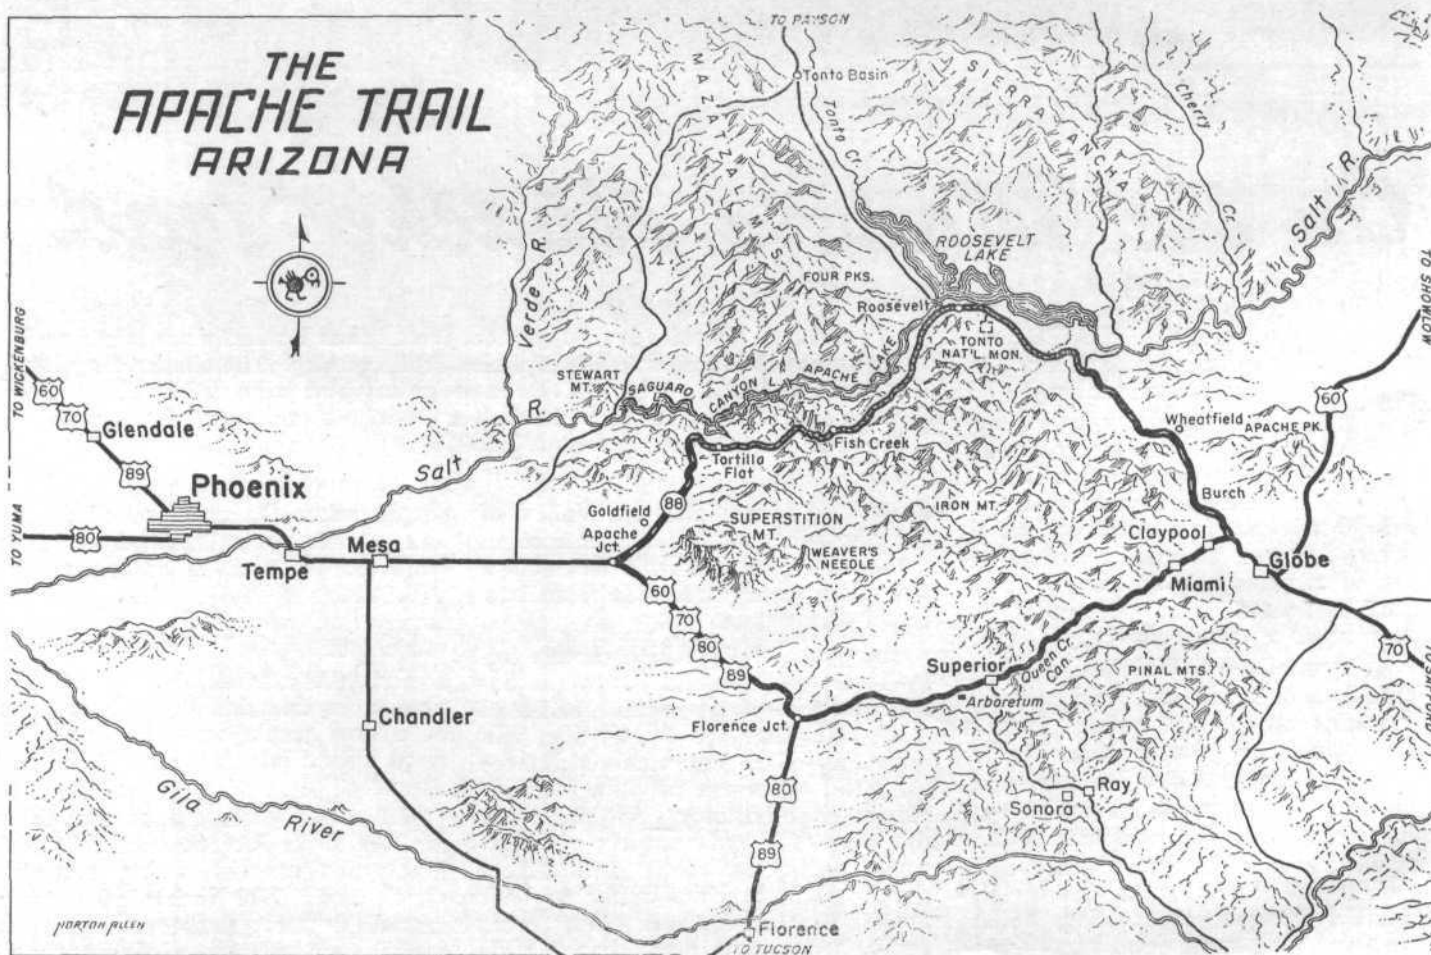 THE
APACHE TRAIL
ARIZONA
TO PAYSON
Tonto Basin
Tonto Cr.
MAZATZAL MTS.
SIERRA ANCHA
Cherry Cr.
Salt R.
ROOSEVELT
LAKE
Verde R.
FOUR PKS.
Roosevelt
TONTO
NAT'L. MON.
TO SHOWLOW
TO WICKENBURG
60
70
Glendale
89
Phoenix
TO YUMA
80
Tempe
Mesa
Salt R.
STEWART
MT.
SAGUARO
CANYON L.
APACHE LAKE
Fish Creek
Tortilla
Flat
Wheatfield
APACHE PK.
60
Burch
IRON MT.
Goldfield
88
Apache
Jct.
SUPERSTITION
MT.
WEAVER'S
NEEDLE
Claypool
Miami
Globe
60
70
80
89
70
Superior
Queen Cr.
Can.
PINAL MTS.
Arboretum
Florence Jct.
Chandler
80
Ray
Sonora
Gila River
89
NORTON ALLEN
Florence
TO TUCSON